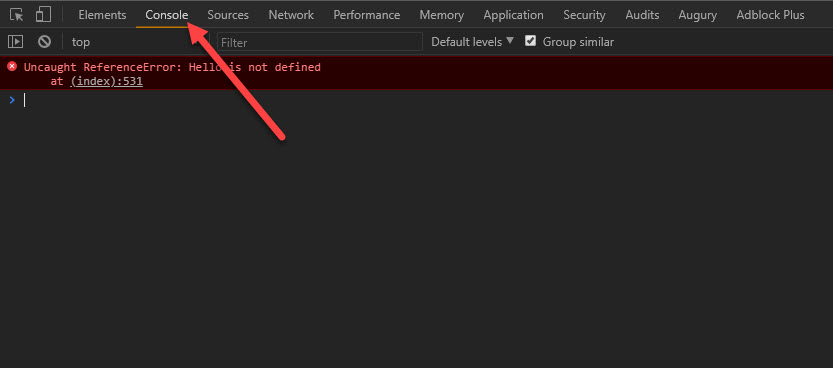 Elements Console Sources Network Performance Memory Application Security Audits Augury Adblock Plus
top Filter Default levels Group similar
Uncaught ReferenceError: Hello is not defined
at (index):531